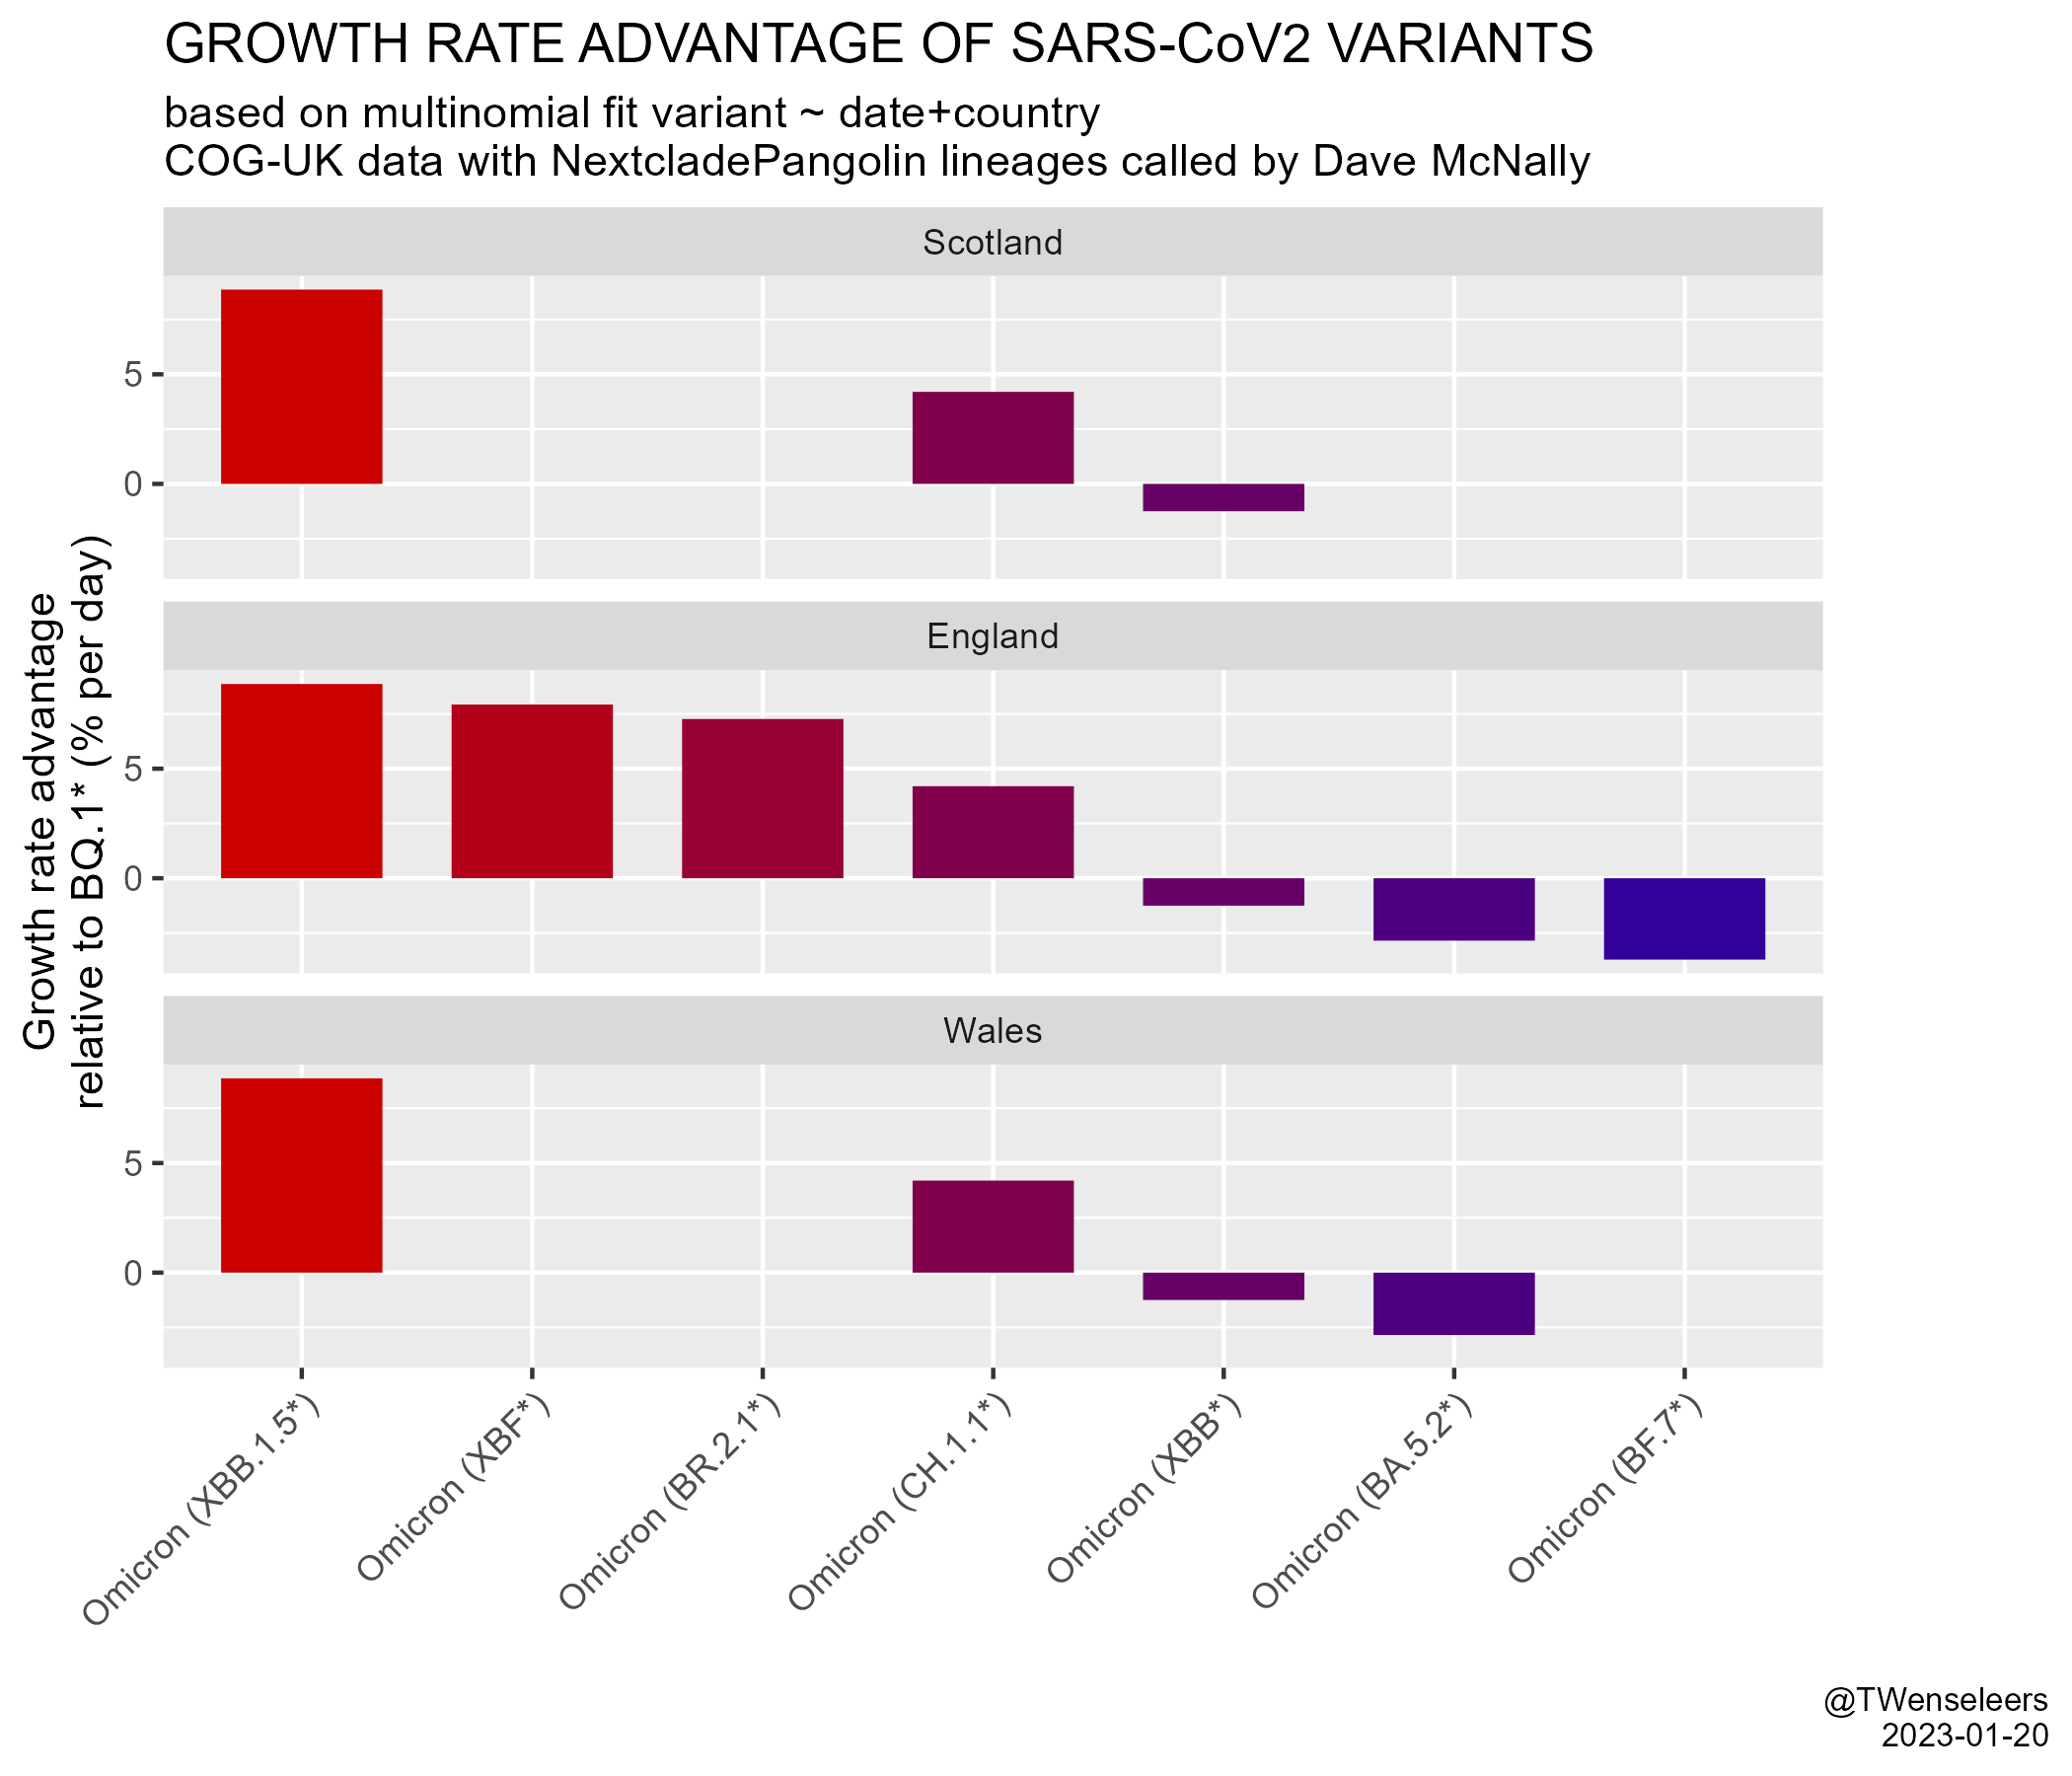 GROWTH RATE ADVANTAGE OF SARS-CoV2 VARIANTS
based on multinomial fit variant ~ date+country
COG-UK data with NextcladePangolin lineages called by Dave McNally
Growth rate advantage
relative to BQ.1* (% per day)
Scotland
5
0
England
5
0
Wales
5
0
Omicron (XBB.1.5*)
Omicron (XBF*)
Omicron (BR.2.1*)
Omicron (CH.1.1*)
Omicron (XBB*)
Omicron (BA.5.2*)
Omicron (BF.7*)
@TWenseleers
2023-01-20